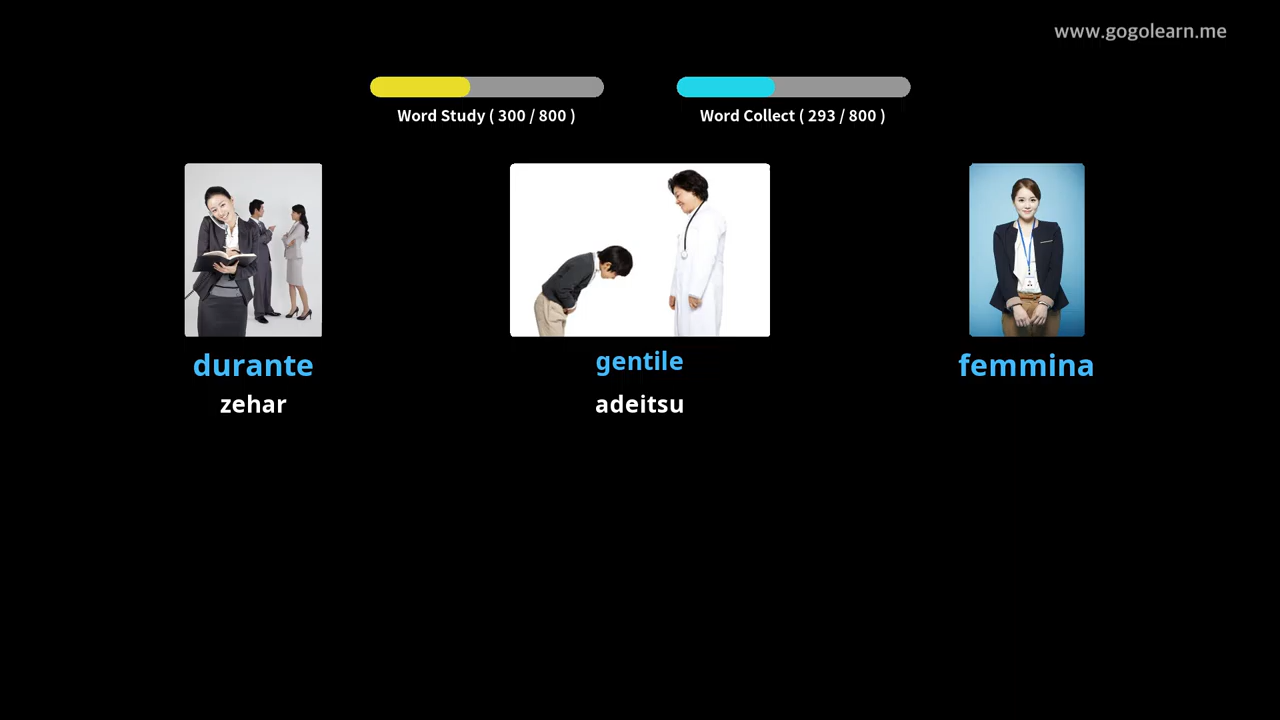 www.gogolearn.me
Word Study ( 300 / 800 )
Word Collect ( 293 / 800 )
durante
zehar
gentile
adeitsu
femmina